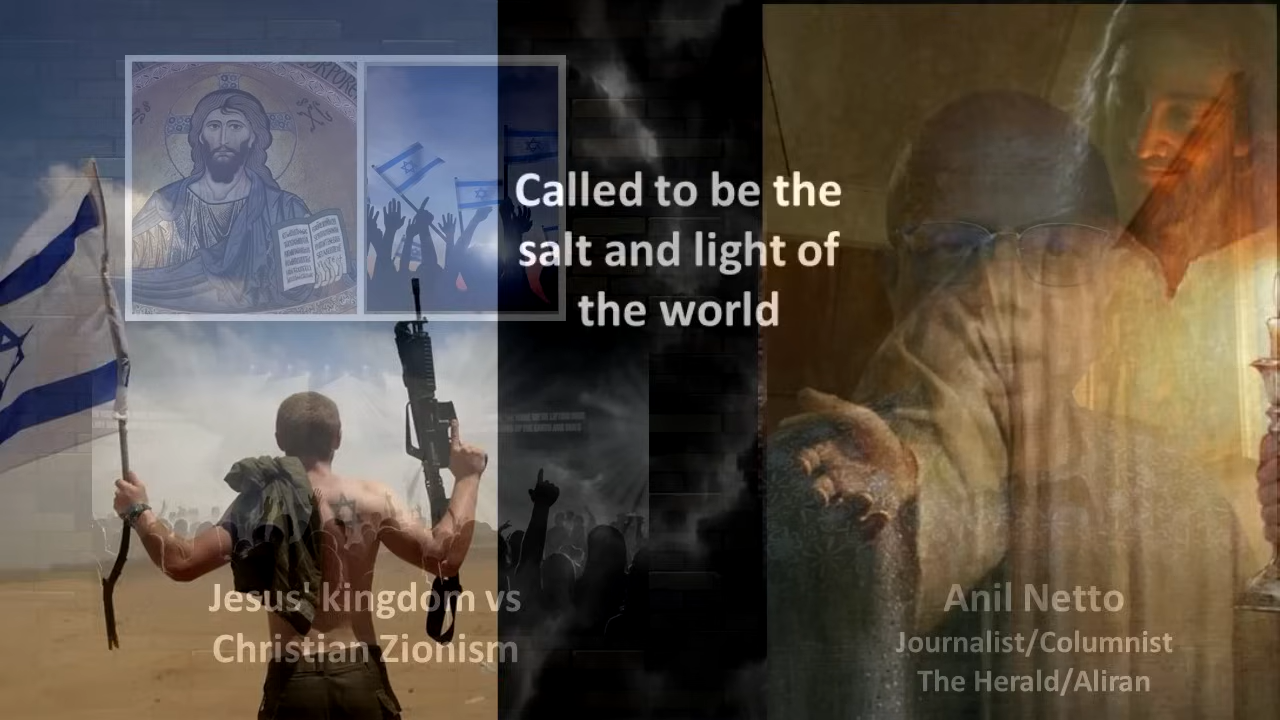 Called to be the
salt and light of
the world
Jesus' kingdom vs
Christian Zionism
Anil Netto
Journalist/Columnist
The Herald/Aliran